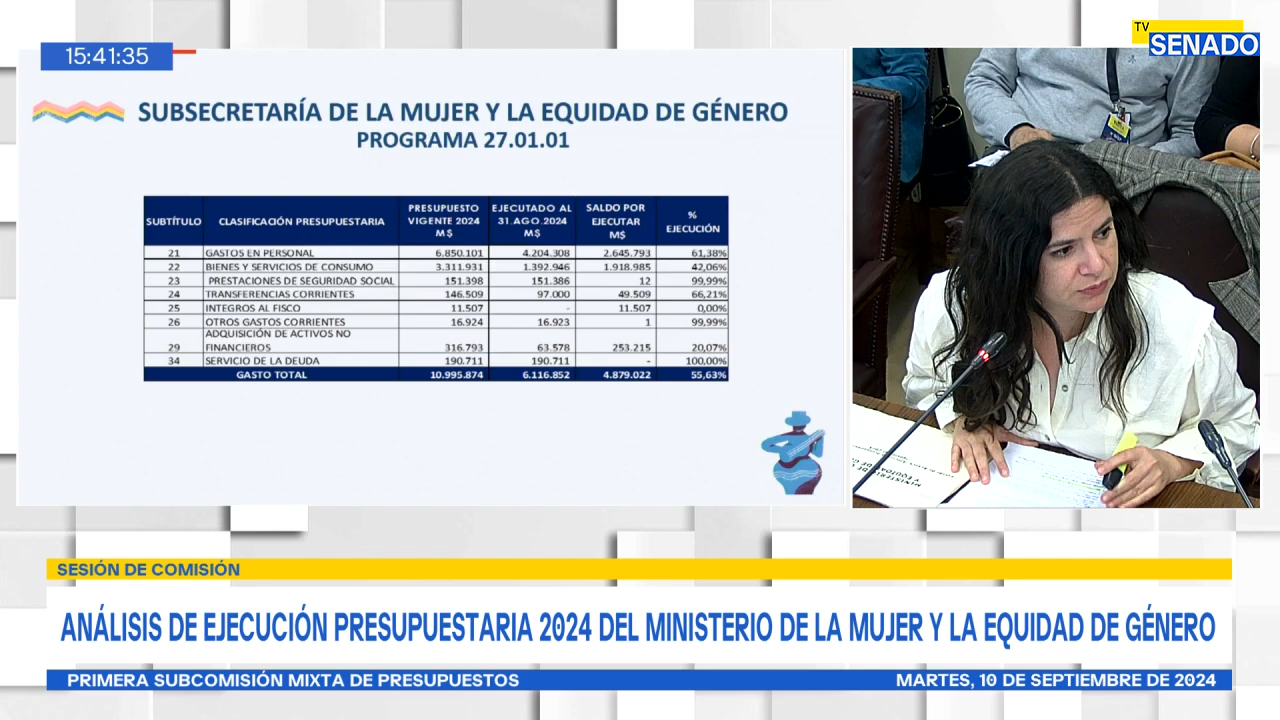 TV
SENADO
15:41:35
SUBSECRETARÍA DE LA MUJER Y LA EQUIDAD DE GÉNERO
PROGRAMA 27.01.01
SUBTÍTULO CLASIFICACIÓN PRESUPUESTARIA PRESUPUESTO VIGENTE 2024 M$ EJECUTADO AL 31.AGO.2024 M$ SALDO POR EJECUTAR M$ % EJECUCIÓN
21 GASTOS EN PERSONAL 6.850.101 4.204.308 2.645.793 61,38%
22 BIENES Y SERVICIOS DE CONSUMO 3.311.931 1.392.946 1.918.985 42,06%
23 PRESTACIONES DE SEGURIDAD SOCIAL 151.398 151.386 12 99,99%
24 TRANSFERENCIAS CORRIENTES 146.509 97.000 49.509 66,21%
25 INTEGROS AL FISCO 11.507 - 11.507 0,00%
26 OTROS GASTOS CORRIENTES 16.924 16.923 1 99,99%
29 ADQUISICIÓN DE ACTIVOS NO FINANCIEROS 316.793 63.578 253.215 20,07%
34 SERVICIO DE LA DEUDA 190.711 190.711 - 100,00%
GASTO TOTAL 10.995.874 6.116.852 4.879.022 55,63%
SESIÓN DE COMISIÓN
ANÁLISIS DE EJECUCIÓN PRESUPUESTARIA 2024 DEL MINISTERIO DE LA MUJER Y LA EQUIDAD DE GÉNERO
PRIMERA SUBCOMISIÓN MIXTA DE PRESUPUESTOS
MARTES, 10 DE SEPTIEMBRE DE 2024